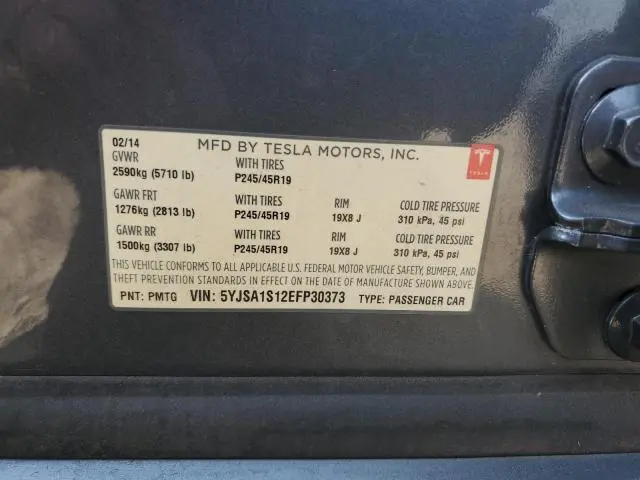 02/14 MFD BY TESLA MOTORS, INC.
GVWR WITH TIRES
2590kg (5710 lb) P245/45R19
TESLA
GAWR FRT WITH TIRES RIM COLD TIRE PRESSURE
1276kg (2813 lb) P245/45R19 19X8 J 310 kPa, 45 psi
GAWR RR WITH TIRES RIM COLD TIRE PRESSURE
1500kg (3307 lb) P245/45R19 19X8 J 310 kPa, 45 psi
THIS VEHICLE CONFORMS TO ALL APPLICABLE U.S. FEDERAL MOTOR VEHICLE SAFETY, BUMPER, AND
THEFT PREVENTION STANDARDS IN EFFECT ON THE DATE OF MANUFACTURE SHOWN ABOVE.
PNT: PMTG VIN: 5YJSA1S12EFP30373 TYPE: PASSENGER CAR